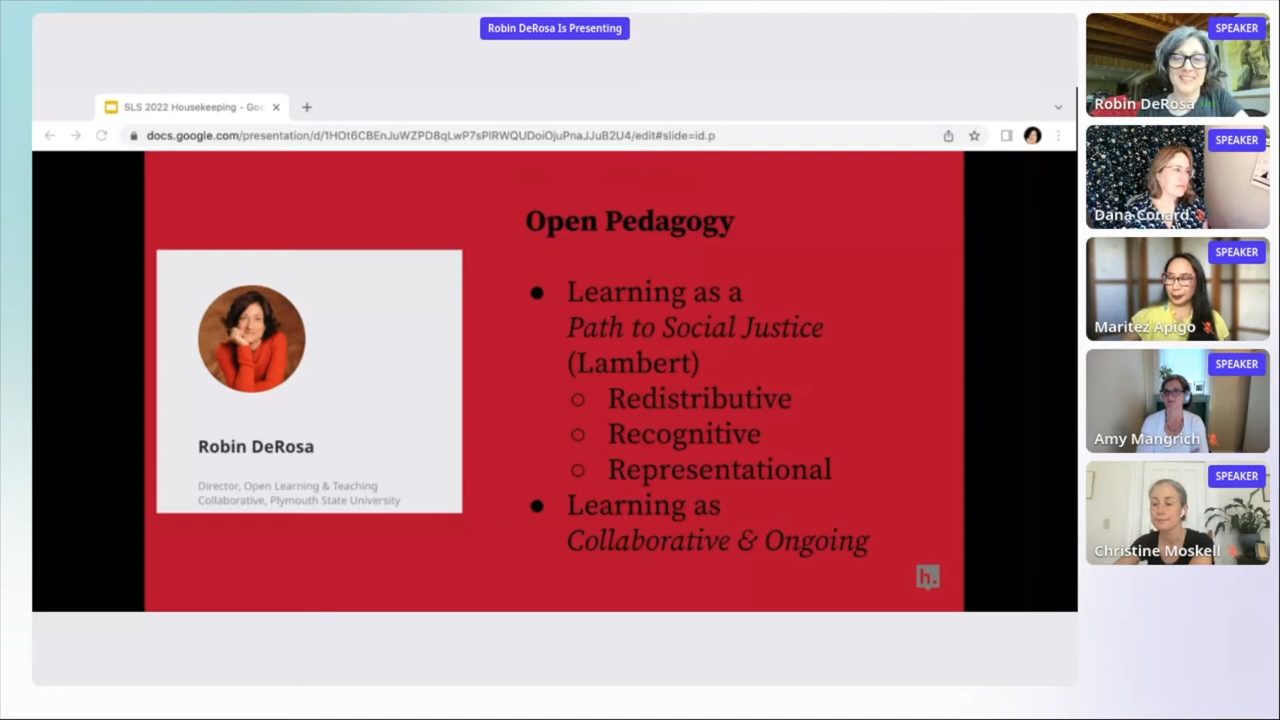 Robin DeRosa Is Presenting
SLS 2022 Housekeeping - Goo
docs.google.com/presentation/d/1HOt6CBEnJuWZPD8qLwP7sPlRWQUDoiOjuPnaJJuB2U4/edit#slide=id.p
Open Pedagogy
● Learning as a
Path to Social Justice
(Lambert)
○ Redistributive
○ Recognitive
○ Representational
● Learning as
Collaborative & Ongoing
Robin DeRosa
Director, Open Learning & Teaching
Collaborative, Plymouth State University
h.
SPEAKER
Robin DeRosa
SPEAKER
Dana Conard
SPEAKER
Maritez Apigo
SPEAKER
Amy Mangrich
SPEAKER
Christine Moskell